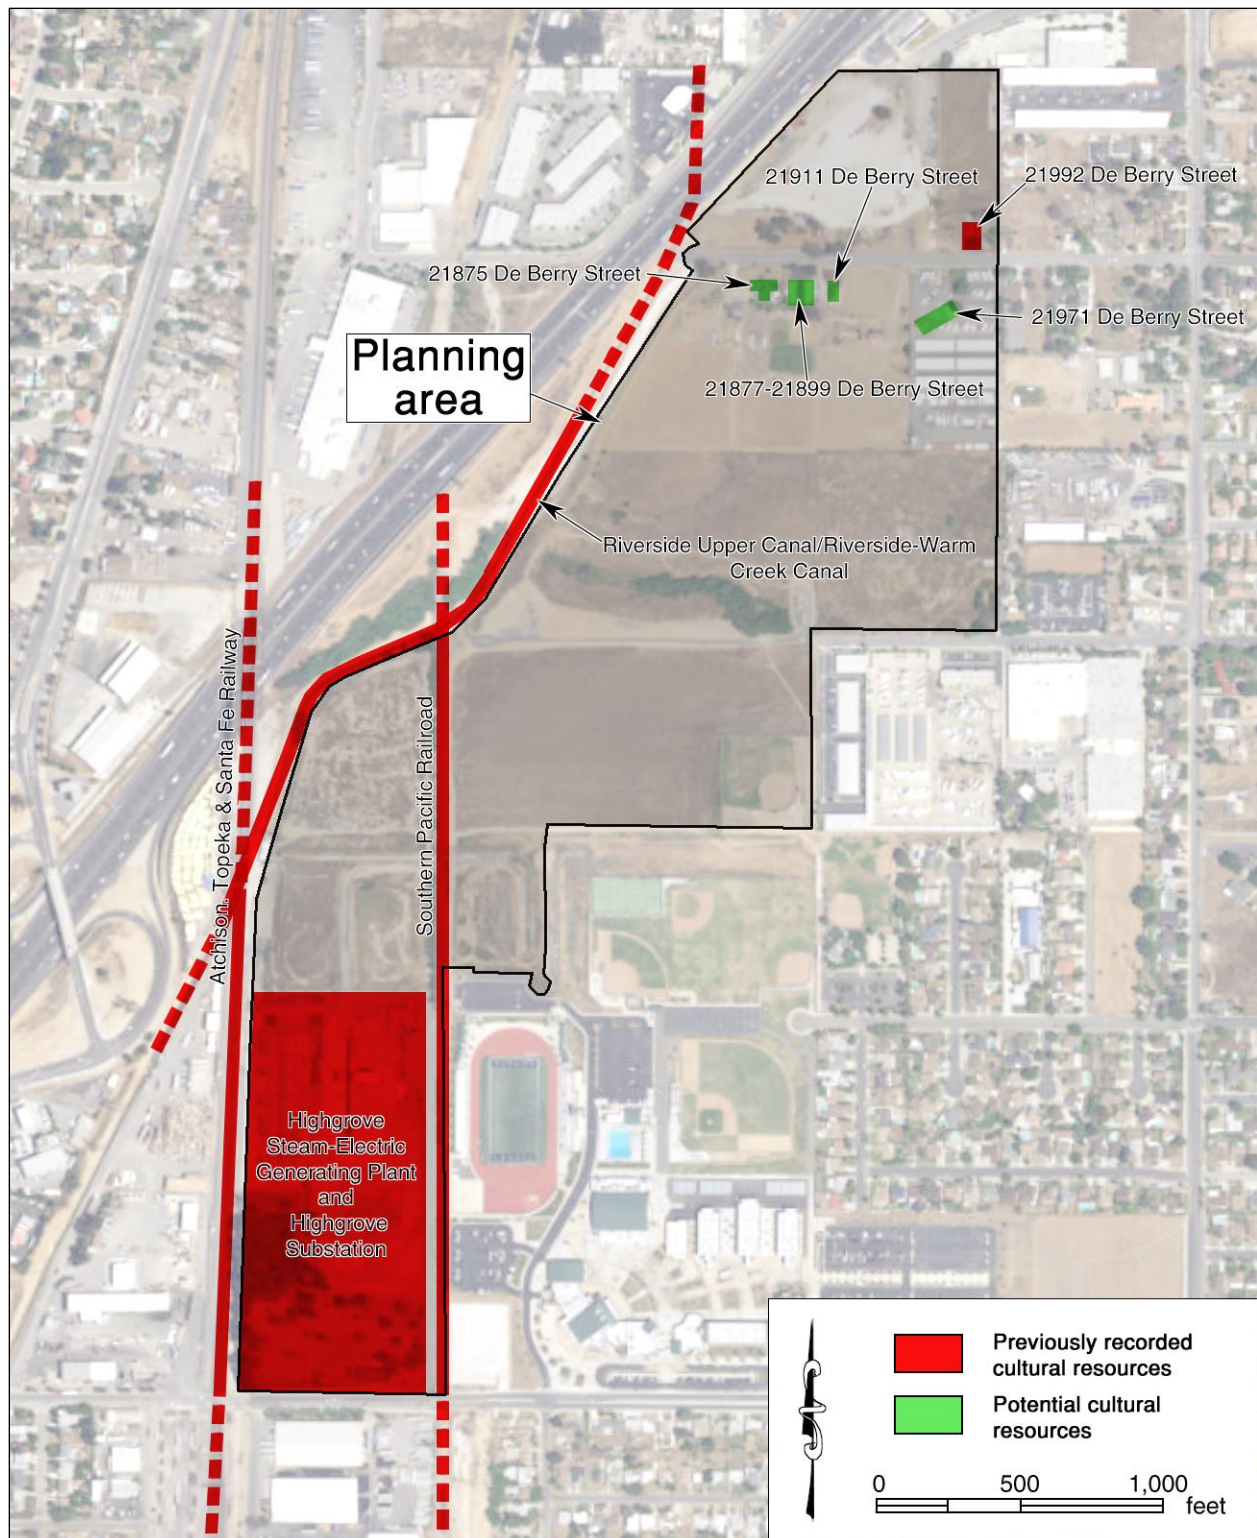 21911 De Berry Street
21992 De Berry Street
21875 De Berry Street
21971 De Berry Street
Planning
area
21877-21899 De Berry Street
Riverside Upper Canal/Riverside-Warm
Creek Canal
Atchison, Topeka & Santa Fe Railway
Southern Pacific Railroad
Highgrove
Steam-Electric
Generating Plant
and
Highgrove
Substation
Previously recorded
cultural resources
Potential cultural
resources
0 500 1,000
feet